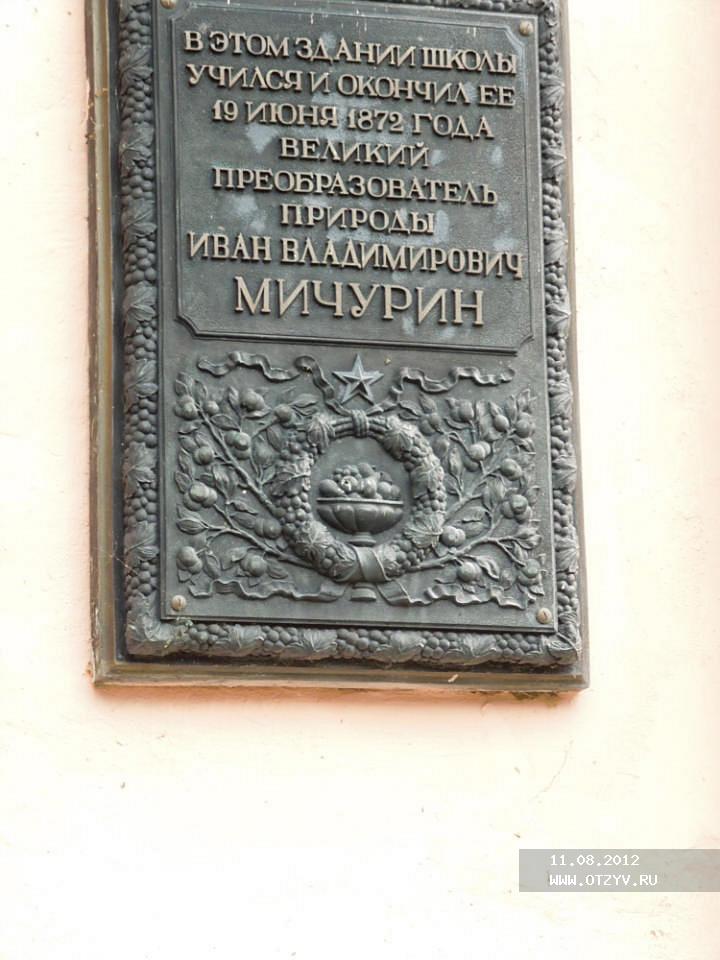 В ЭТОМ ЗДАНИИ ШКОЛЫ
УЧИЛСЯ И ОКОНЧИЛ ЕЕ
19 ИЮНЯ 1872 ГОДА
ВЕЛИКИЙ
ПРЕОБРАЗОВАТЕЛЬ
ПРИРОДЫ
ИВАН ВЛАДИМИРОВИЧ
МИЧУРИН
11.08.2012
WWW.OTZYV.RU